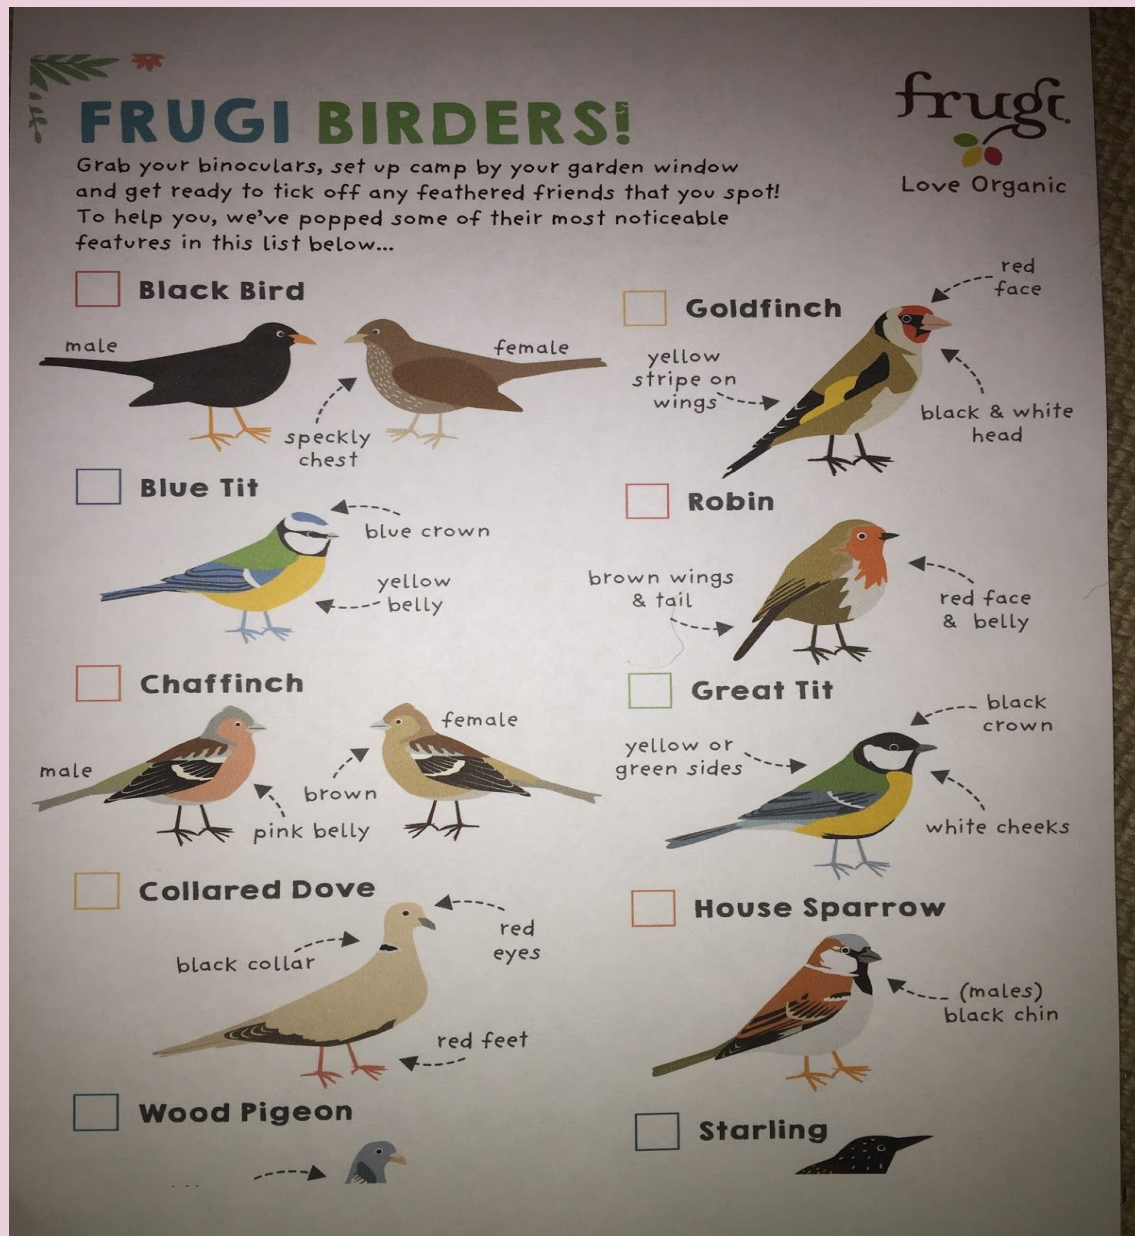 FRUGI BIRDERS!
frugi
Love Organic
Grab your binoculars, set up camp by your garden window
and get ready to tick off any feathered friends that you spot!
To help you, we've popped some of their most noticeable
features in this list below...
Black Bird
male
female
speckly
chest
Blue Tit
blue crown
yellow
belly
Chaffinch
male
female
brown
pink belly
Collared Dove
red
eyes
black collar
red feet
Wood Pigeon
Goldfinch
red
face
yellow
stripe on
wings
black & white
head
Robin
brown wings
& tail
red face
& belly
Great Tit
black
crown
yellow or
green sides
white cheeks
House Sparrow
(males)
black chin
Starling